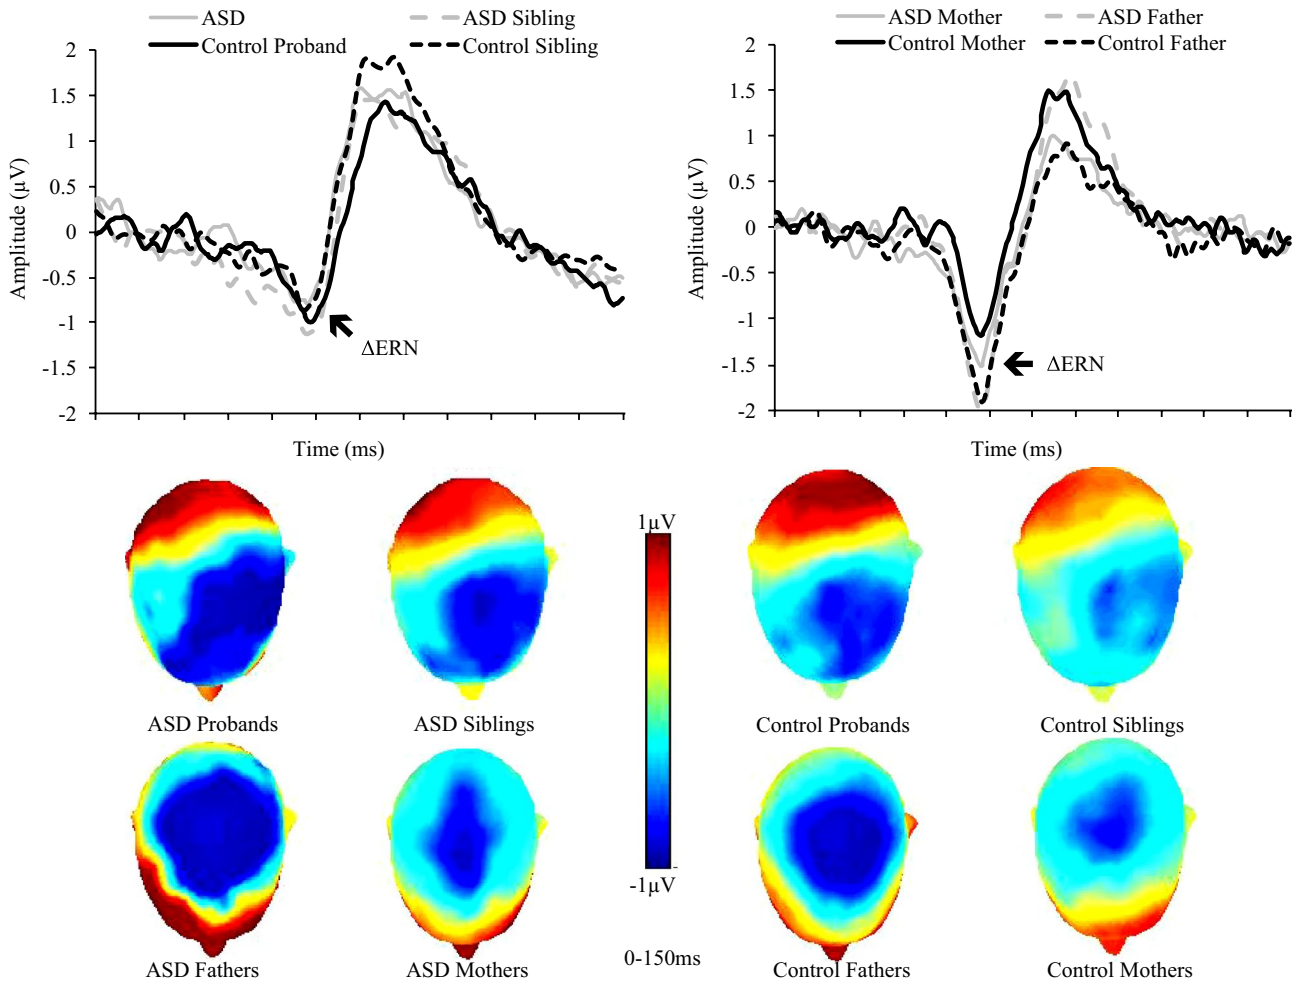 ASD
ASD Sibling
Control Proband
Control Sibling
2
1.5
1
0.5
0
-0.5
-1
-1.5
-2
Amplitude (µV)
ΔERN
Time (ms)
ASD Mother
ASD Father
Control Mother
Control Father
2
1.5
1
0.5
0
-0.5
-1
-1.5
-2
Amplitude (µV)
ΔERN
Time (ms)
1µV
-1µV
ASD Probands
ASD Siblings
Control Probands
Control Siblings
0-150ms
ASD Fathers
ASD Mothers
Control Fathers
Control Mothers